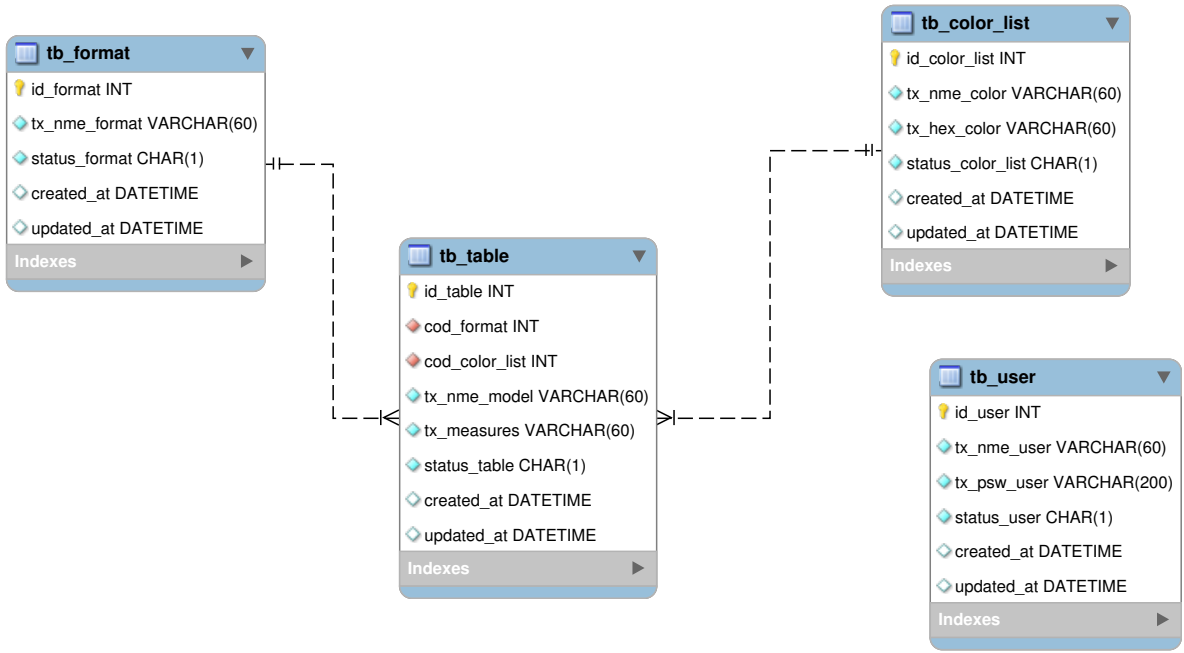 tb_format
id_format INT
tx_nme_format VARCHAR(60)
status_format CHAR(1)
created_at DATETIME
updated_at DATETIME
Indexes
tb_color_list
id_color_list INT
tx_nme_color VARCHAR(60)
tx_hex_color VARCHAR(60)
status_color_list CHAR(1)
created_at DATETIME
updated_at DATETIME
Indexes
tb_table
id_table INT
cod_format INT
cod_color_list INT
tx_nme_model VARCHAR(60)
tx_measures VARCHAR(60)
status_table CHAR(1)
created_at DATETIME
updated_at DATETIME
Indexes
tb_user
id_user INT
tx_nme_user VARCHAR(60)
tx_psw_user VARCHAR(200)
status_user CHAR(1)
created_at DATETIME
updated_at DATETIME
Indexes